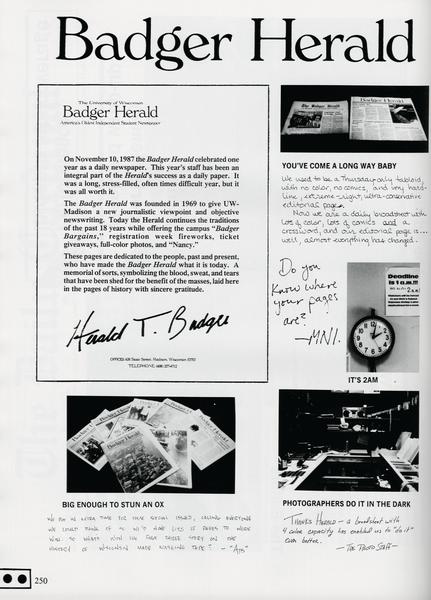 Badger Herald
The University of Wisconsin
Badger Herald
America's Oldest Independent Student Newspaper
On November 10, 1987 the Badger Herald celebrated one
year as a daily newspaper. This year's staff has been an
integral part of the Herald's success as a daily paper. It
was a long, stress-filled, often times difficult year, but it
was all worth it.
The Badger Herald was founded in 1969 to give UW-
Madison a new journalistic viewpoint and objective
newswriting. Today the Herald continues the traditions
of the past 18 years while offering the campus "Badger
Bargains," registration week fireworks, ticket
giveaways, full-color photos, and "Nancy."
These pages are dedicated to the people, past and present,
who have made the Badger Herald what it is today. A
memorial of sorts, symbolizing the blood, sweat, and tears
that have been shed for the benefit of the masses, laid here
in the pages of history with sincere gratitude.
Herald T. Badger
OFFICES: 638 State Street, Madison, Wisconsin 53703
TELEPHONE: (608) 257-4712
YOU'VE COME A LONG WAY BABY
We used to be a Thursday-only tabloid,
with no color, no comics, and very hard-
line, extreme-right, ultra-conservative
editorial pages.
Now we are a daily broadsheet with
lots of color, lots of comics and a
crossword, and our editorial page is...
well, almost everything has changed.
Do you
know where
your pages
are?
—MNI.
Deadline
is 1 a.m.!!!
IT'S 2AM
Badger Herald
BIG ENOUGH TO STUN AN OX
PHOTOGRAPHERS DO IT IN THE DARK
Thanks Herald — a broadsheet with
4 color capacity has enabled us to "do it"
even better.
—The Photo Staff—
250